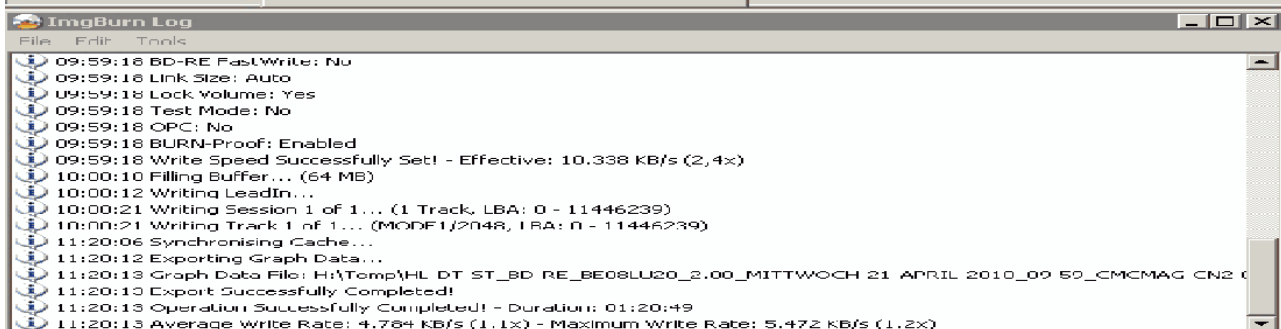 ImgBurn Log
File Edit Tools
09:59:18 BD-RE FastWrite: No
09:59:18 Link Size: Auto
09:59:18 Lock Volume: Yes
09:59:18 Test Mode: No
09:59:18 OPC: No
09:59:18 BURN-Proof: Enabled
09:59:18 Write Speed Successfully Set! - Effective: 10.338 KB/s (2,4x)
10:00:10 Filling Buffer... (64 MB)
10:00:12 Writing LeadIn...
10:00:21 Writing Session 1 of 1... (1 Track, LBA: 0 - 11446239)
10:00:21 Writing Track 1 of 1... (MODE1/2048, LBA: 0 - 11446239)
11:20:06 Synchronising Cache...
11:20:12 Exporting Graph Data...
11:20:13 Graph Data File: H:\Temp\HL DT ST_BD RE_BE08LU20_2.00_MITTWOCH 21 APRIL 2010_09 59_CMCMAG CN2
11:20:13 Export Successfully Completed!
11:20:13 Operation Successfully Completed! - Duration: 01:20:49
11:20:13 Average Write Rate: 4.784 KB/s (1.1x) - Maximum Write Rate: 5.472 KB/s (1.2x)